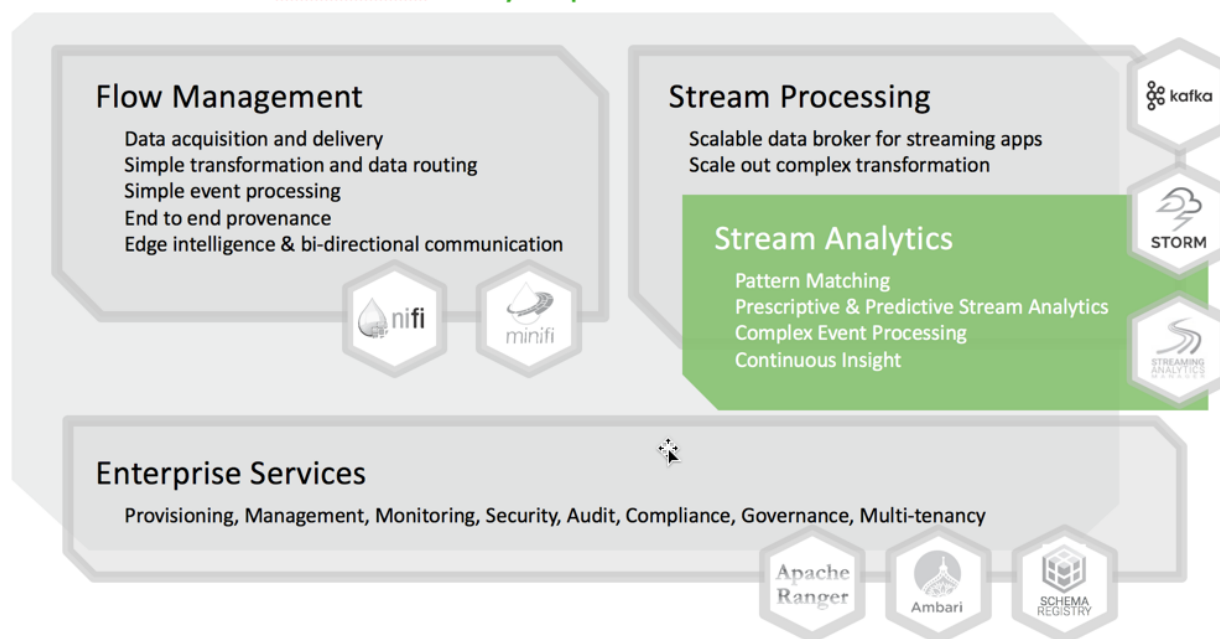 Flow Management
Data acquisition and delivery
Simple transformation and data routing
Simple event processing
End to end provenance
Edge intelligence & bi-directional communication
nifi
minifi
Stream Processing
Scalable data broker for streaming apps
Scale out complex transformation
kafka
STORM
Stream Analytics
Pattern Matching
Prescriptive & Predictive Stream Analytics
Complex Event Processing
Continuous Insight
STREAMING
ANALYTICS
MANAGER
Enterprise Services
Provisioning, Management, Monitoring, Security, Audit, Compliance, Governance, Multi-tenancy
Apache
Ranger
Ambari
SCHEMA
REGISTRY